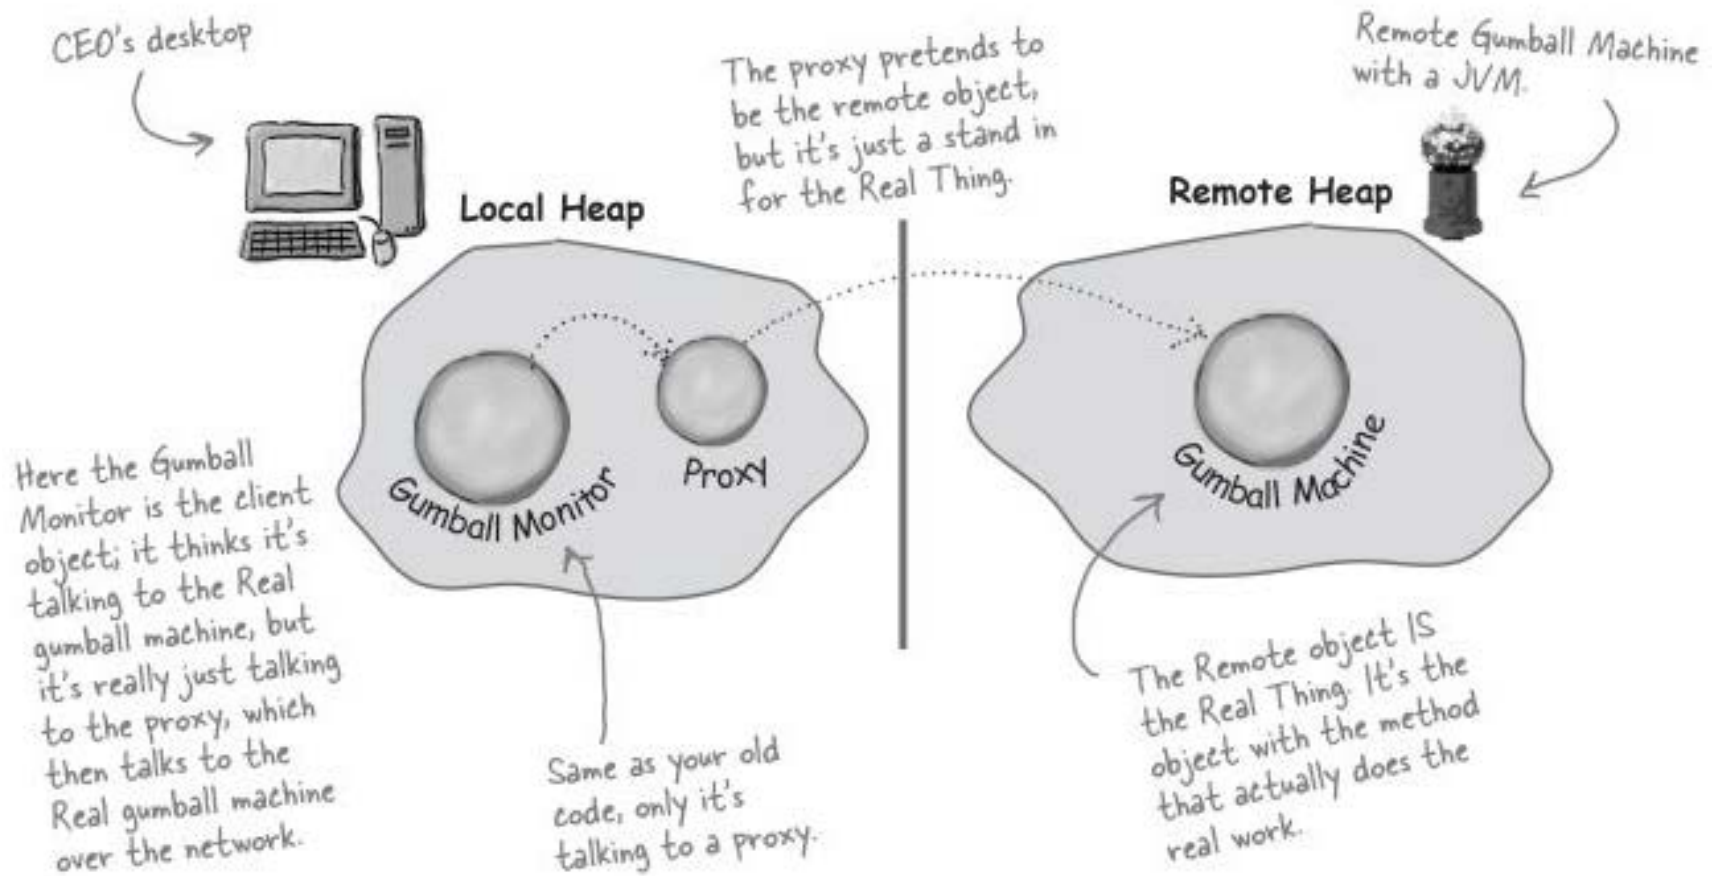 CEO's desktop
The proxy pretends to
be the remote object,
but it's just a stand in
for the Real Thing.
Remote Gumball Machine
with a JVM.
Local Heap
Remote Heap
Gumball Monitor
Proxy
Gumball Machine
Here the Gumball
Monitor is the client
object; it thinks it's
talking to the Real
gumball machine, but
it's really just talking
to the proxy, which
then talks to the
Real gumball machine
over the network.
Same as your old
code, only it's
talking to a proxy.
The Remote object IS
the Real Thing. It's the
object with the method
that actually does the
real work.